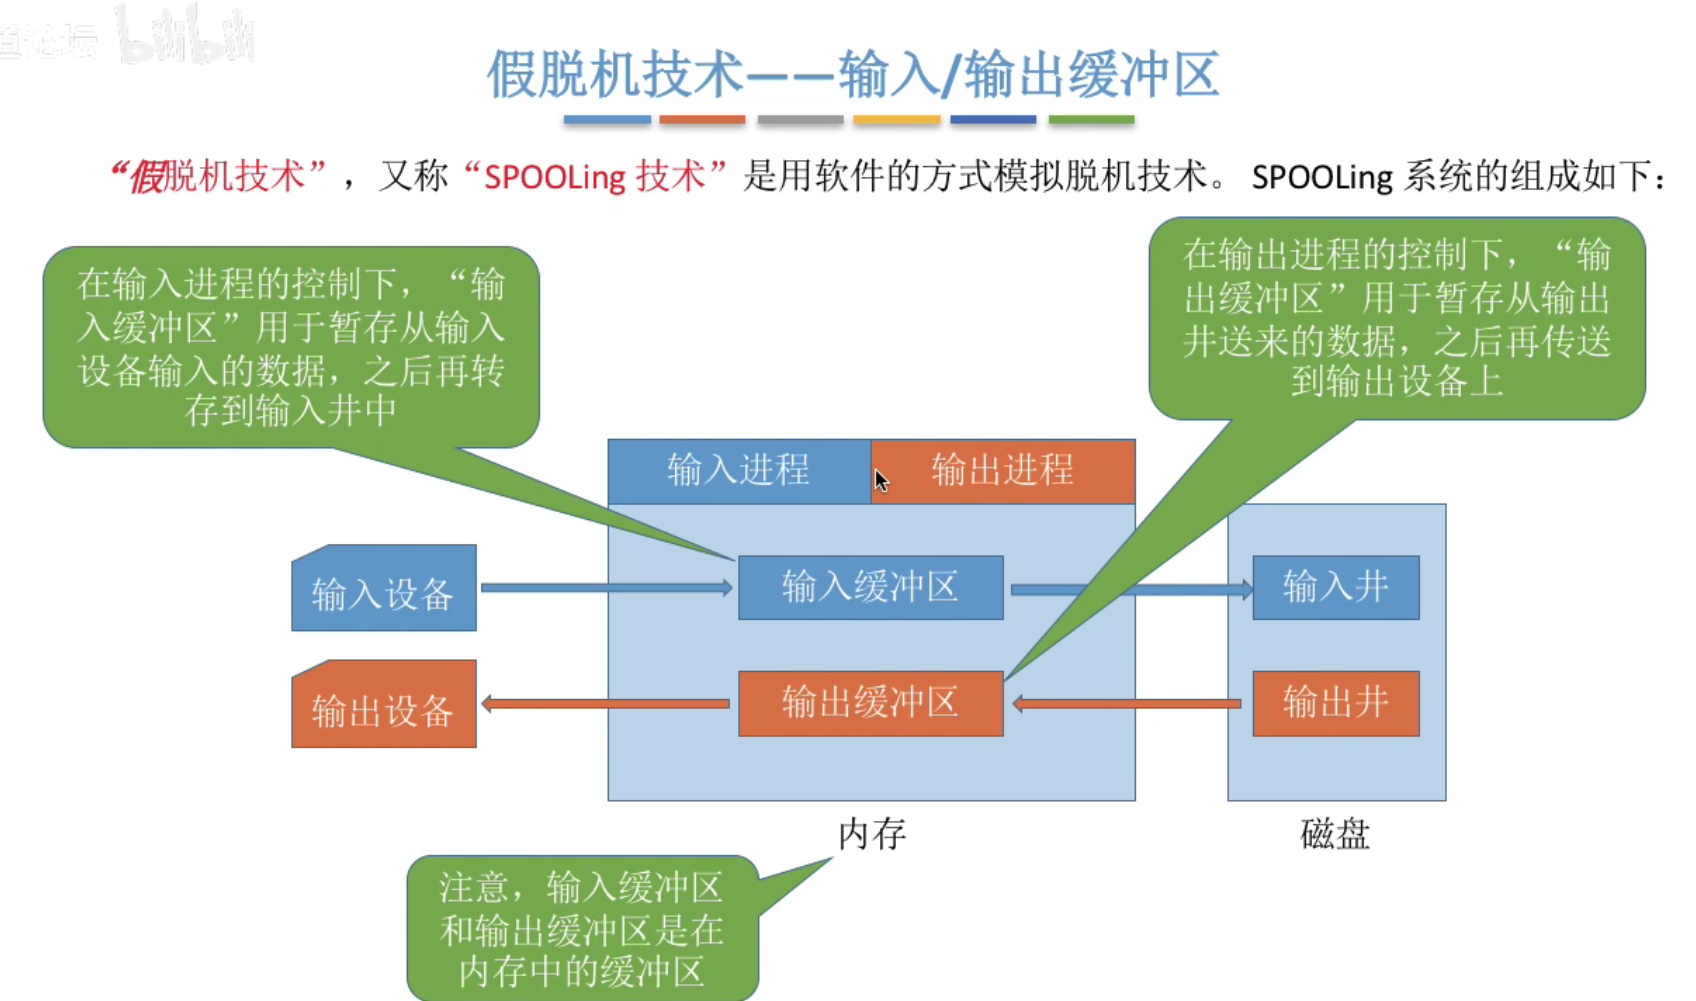 道论坛 bilibili
假脱机技术——输入/输出缓冲区
“假脱机技术”，又称“SPOOLing 技术”是用软件的方式模拟脱机技术。 SPOOLing 系统的组成如下：
在输入进程的控制下，“输
入缓冲区”用于暂存从输入
设备输入的数据，之后再转
存到输入井中
在输出进程的控制下，“输
出缓冲区”用于暂存从输出
井送来的数据，之后再传送
到输出设备上
输入进程
输出进程
输入设备
输入缓冲区
输入井
输出设备
输出缓冲区
输出井
内存
磁盘
注意，输入缓冲区
和输出缓冲区是在
内存中的缓冲区